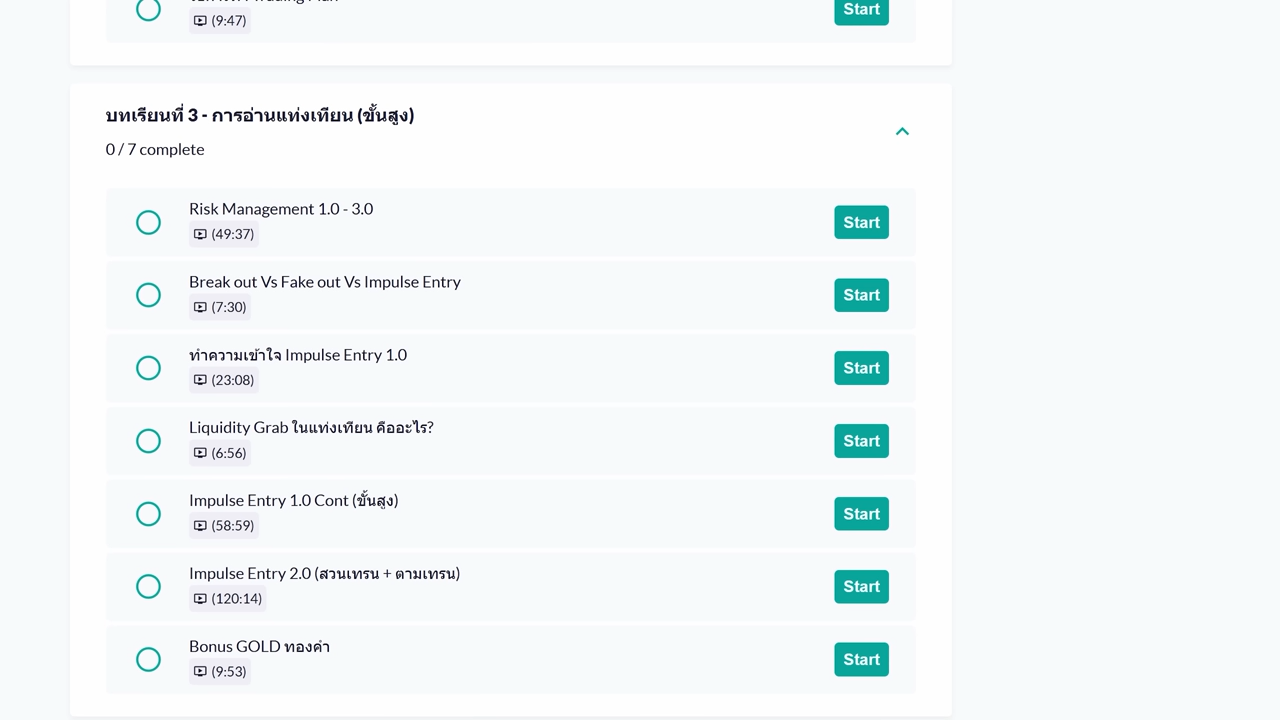 Trading Plan
(9:47)
Start
บทเรียนที่ 3 - การอ่านแท่งเทียน (ขั้นสูง)
0 / 7 complete
Risk Management 1.0 - 3.0
(49:37)
Start
Break out Vs Fake out Vs Impulse Entry
(7:30)
Start
ทำความเข้าใจ Impulse Entry 1.0
(23:08)
Start
Liquidity Grab ในแท่งเทียน คืออะไร?
(6:56)
Start
Impulse Entry 1.0 Cont (ขั้นสูง)
(58:59)
Start
Impulse Entry 2.0 (สวนเทรน + ตามเทรน)
(120:14)
Start
Bonus GOLD ทองคำ
(9:53)
Start